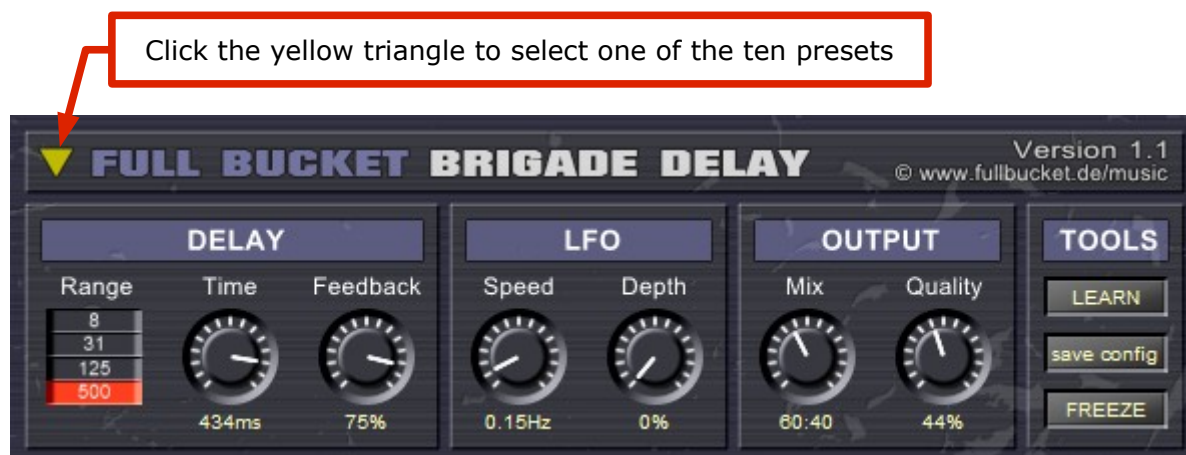 Click the yellow triangle to select one of the ten presets
FULL BUCKET BRIGADE DELAY
Version 1.1
© www.fullbucket.de/music
DELAY
LFO
OUTPUT
TOOLS
Range
Time
Feedback
Speed
Depth
Mix
Quality
LEARN
8
31
125
500
save config
FREEZE
434ms
75%
0.15Hz
0%
60:40
44%